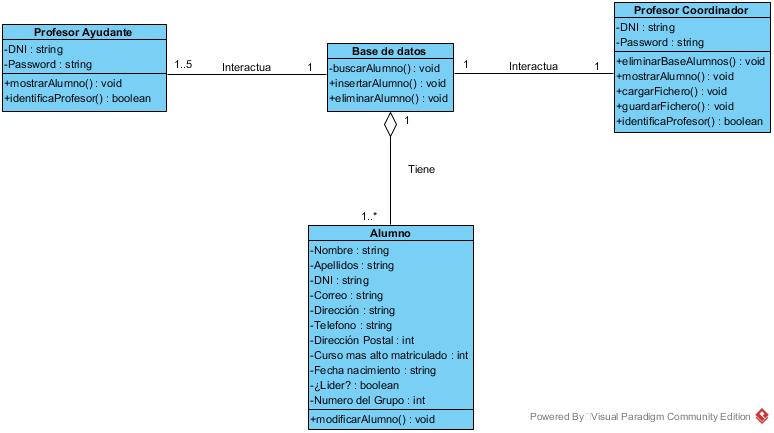 Profesor Ayudante
-DNI : string
-Password : string
+mostrarAlumno() : void
+identificaProfesor() : boolean
1..5
Interactua
1
Base de datos
-buscarAlumno() : void
+insertarAlumno() : void
+eliminarAlumno() : void
1
Interactua
1
Profesor Coordinador
-DNI : string
-Password : string
+eliminarBaseAlumnos() : void
+mostrarAlumno() : void
+cargarFichero() : void
+guardarFichero() : void
+identificaProfesor() : boolean
1
Tiene
1..*
Alumno
-Nombre : string
-Apellidos : string
-DNI : string
-Correo : string
-Dirección : string
-Telefono : string
-Dirección Postal : int
-Curso mas alto matriculado : int
-Fecha nacimiento : string
-¿Lider? : boolean
-Numero del Grupo : int
+modificarAlumno() : void
Powered By Visual Paradigm Community Edition